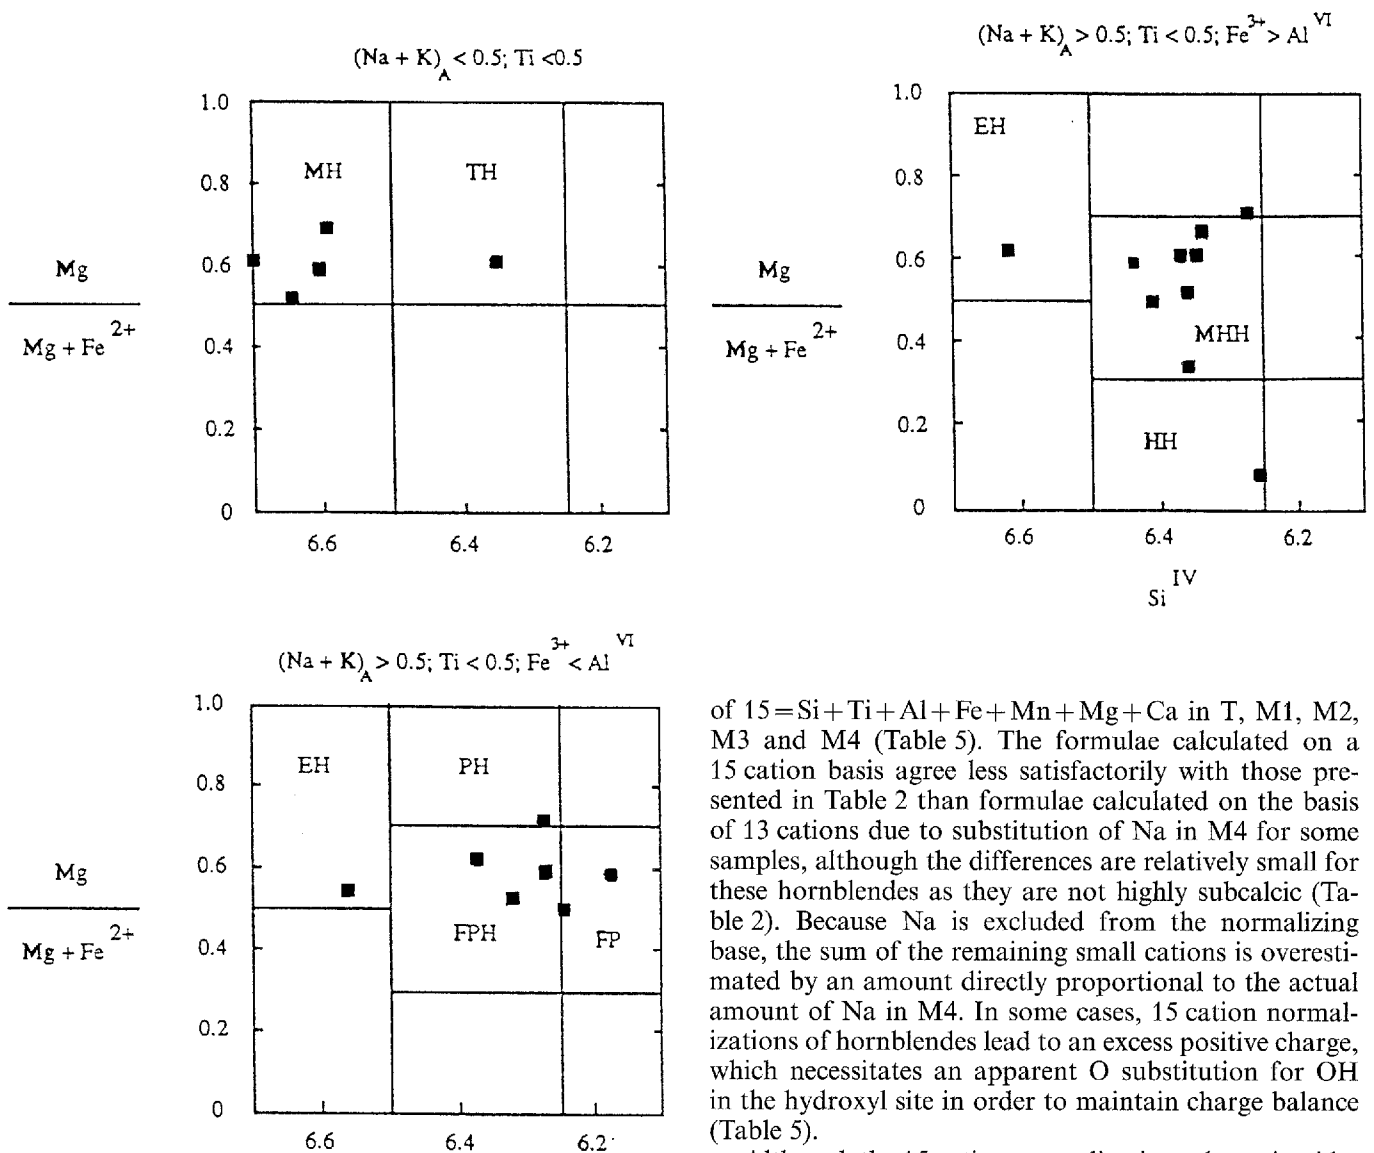 (Na + K)A < 0.5; Ti <0.5
1.0
0.8
0.6
0.4
0.2
0
MH
TH
Mg
Mg + Fe 2+
6.6
6.4
6.2
(Na + K)A > 0.5; Ti < 0.5; Fe3+ > Al VI
1.0
0.8
0.6
0.4
0.2
0
EH
MHH
HH
Mg
Mg + Fe 2+
6.6
6.4
6.2
Si IV
(Na + K)A > 0.5; Ti < 0.5; Fe3+ < Al VI
1.0
0.8
0.6
0.4
0.2
0
EH
PH
FPH
FP
Mg
Mg + Fe 2+
6.6
6.4
6.2
of 15=Si+Ti+Al+Fe+Mn+Mg+Ca in T, M1, M2,
M3 and M4 (Table 5). The formulae calculated on a
15 cation basis agree less satisfactorily with those pre-
sented in Table 2 than formulae calculated on the basis
of 13 cations due to substitution of Na in M4 for some
samples, although the differences are relatively small for
these hornblendes as they are not highly subcalcic (Ta-
ble 2). Because Na is excluded from the normalizing
base, the sum of the remaining small cations is overesti-
mated by an amount directly proportional to the actual
amount of Na in M4. In some cases, 15 cation normal-
izations of hornblendes lead to an excess positive charge,
which necessitates an apparent O substitution for OH
in the hydroxyl site in order to maintain charge balance
(Table 5).